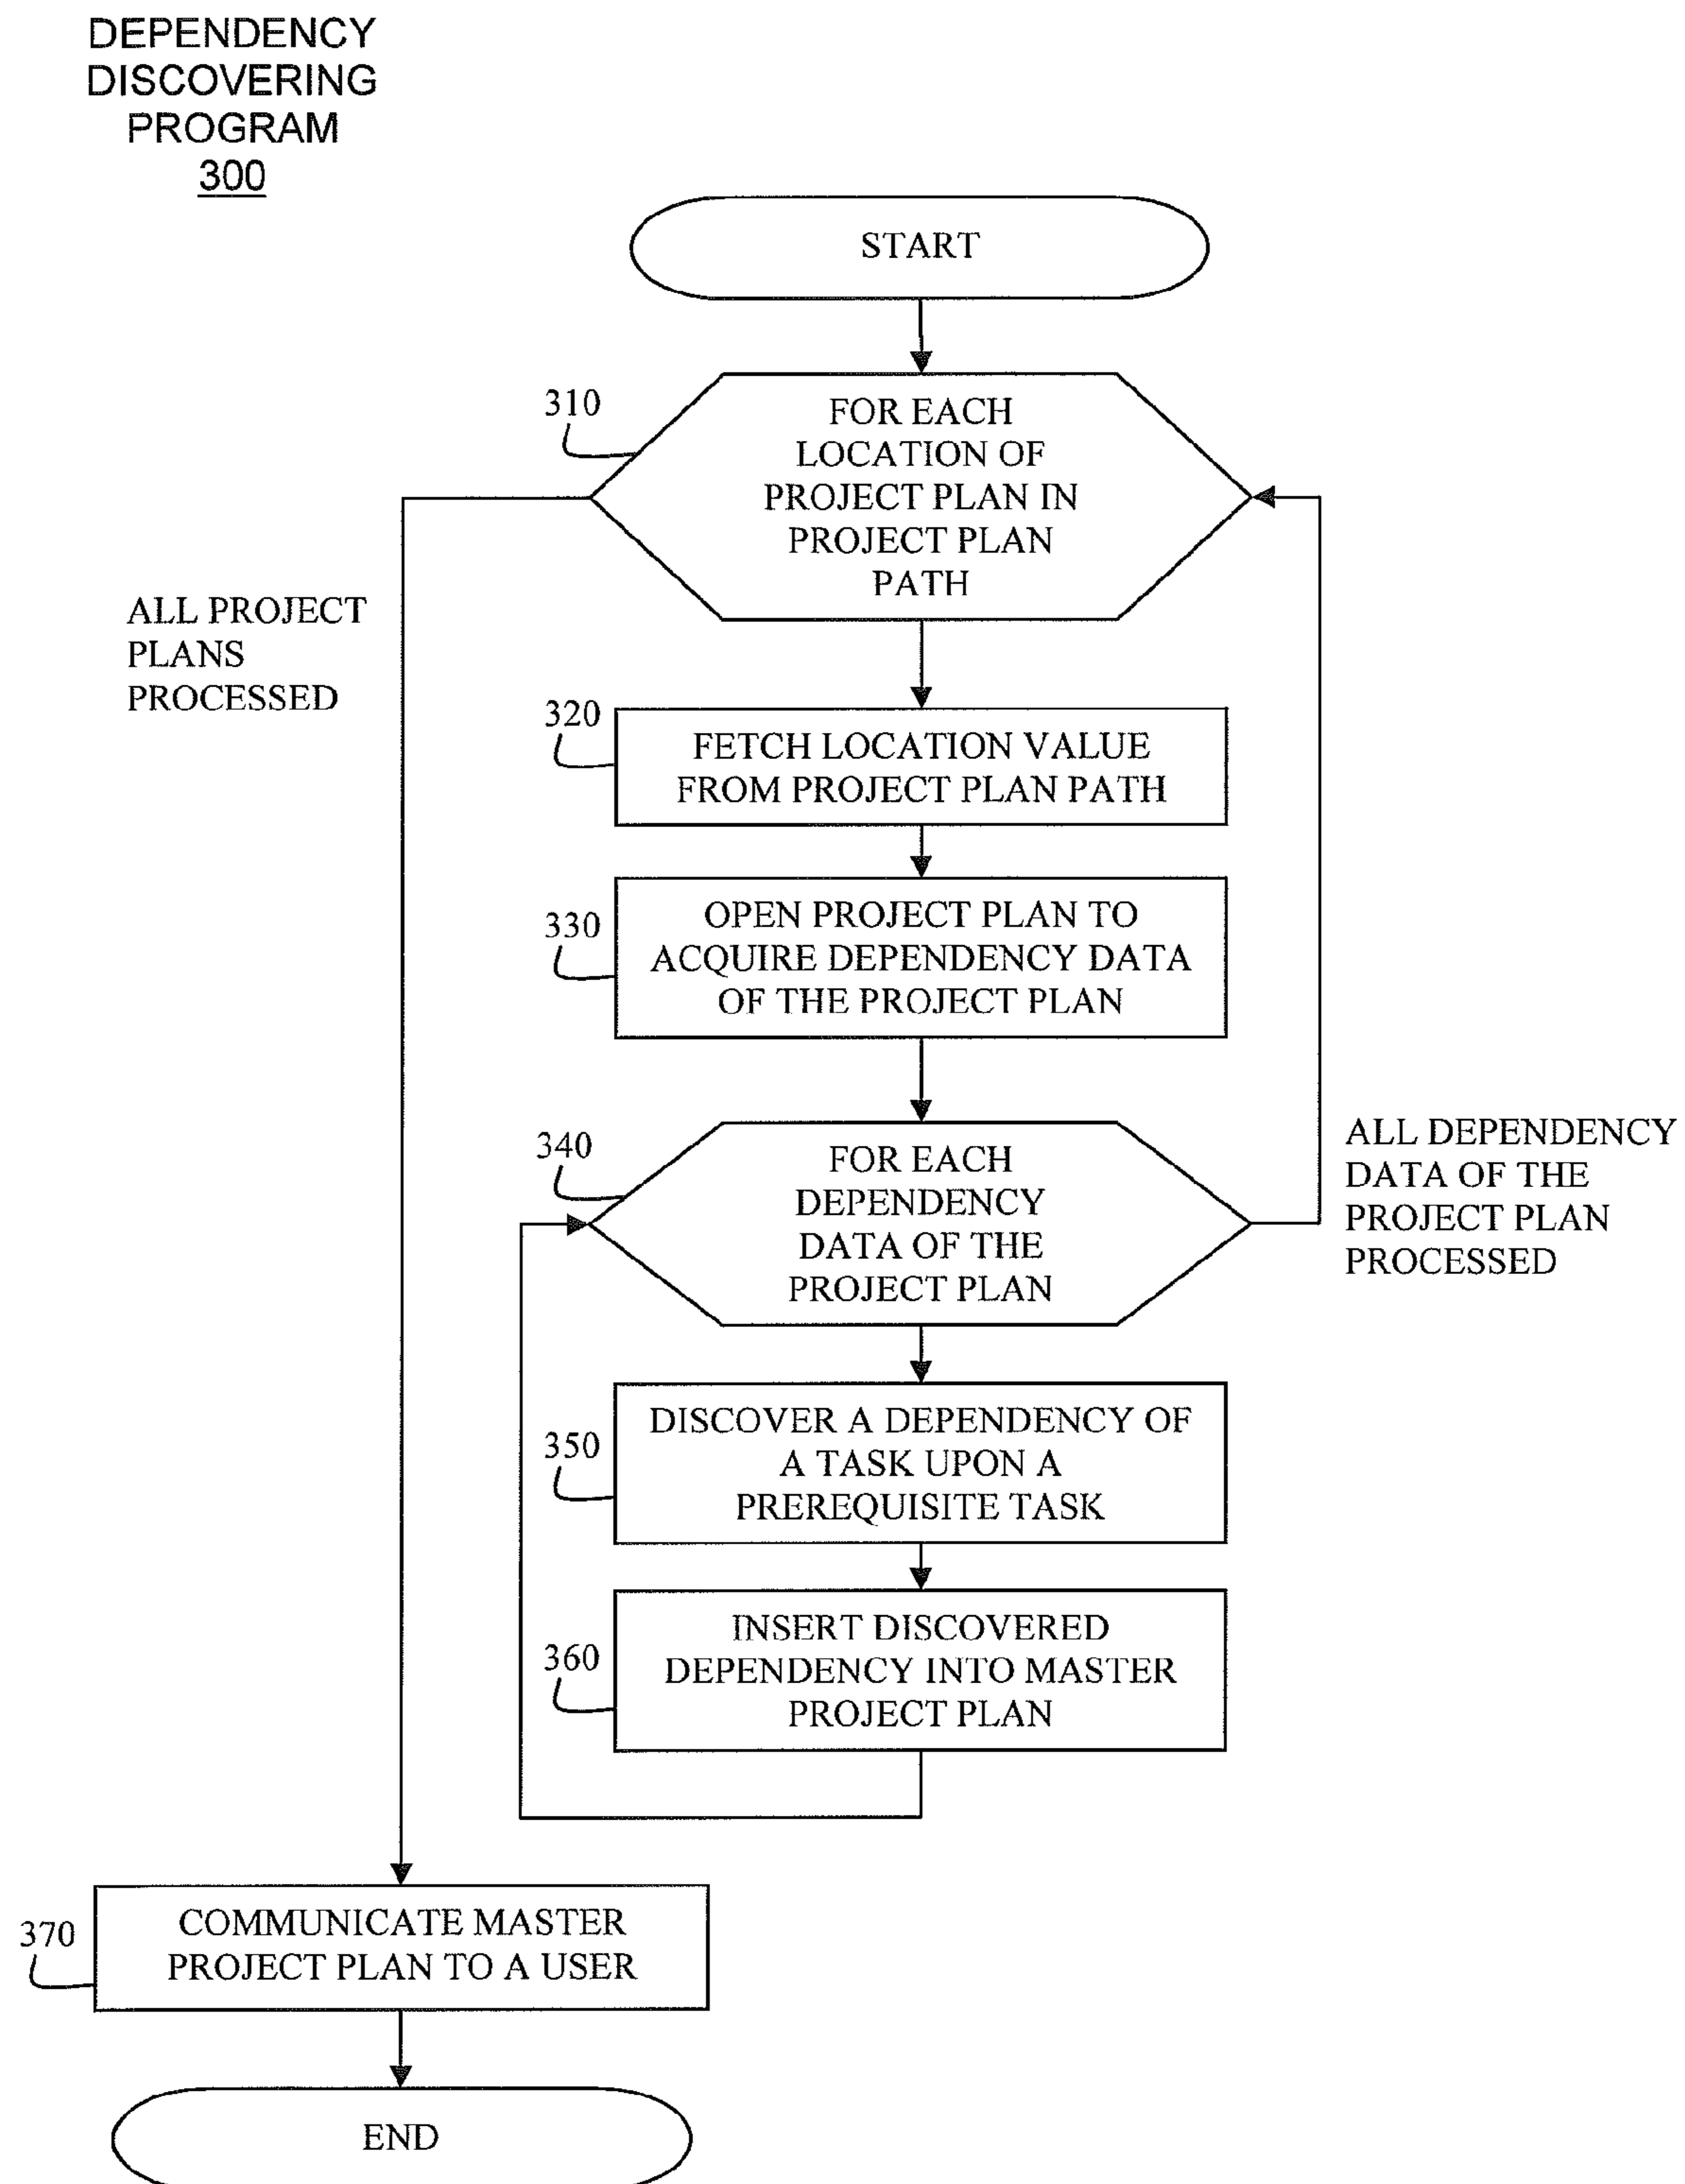 DEPENDENCY
DISCOVERING
PROGRAM
300
START
310
FOR EACH
LOCATION OF
PROJECT PLAN IN
PROJECT PLAN
PATH
ALL PROJECT
PLANS
PROCESSED
320
FETCH LOCATION VALUE
FROM PROJECT PLAN PATH
330
OPEN PROJECT PLAN TO
ACQUIRE DEPENDENCY DATA
OF THE PROJECT PLAN
340
FOR EACH
DEPENDENCY
DATA OF THE
PROJECT PLAN
ALL DEPENDENCY
DATA OF THE
PROJECT PLAN
PROCESSED
350
DISCOVER A DEPENDENCY OF
A TASK UPON A
PREREQUISITE TASK
360
INSERT DISCOVERED
DEPENDENCY INTO MASTER
PROJECT PLAN
370
COMMUNICATE MASTER
PROJECT PLAN TO A USER
END